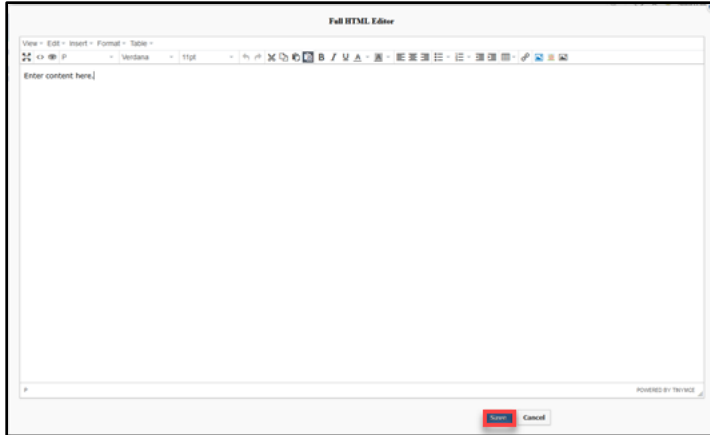 Full HTML Editor
View Edit Insert Format Table
P Verdana 11pt B I U A A
Enter content here.
P POWERED BY TINYMCE
Save Cancel